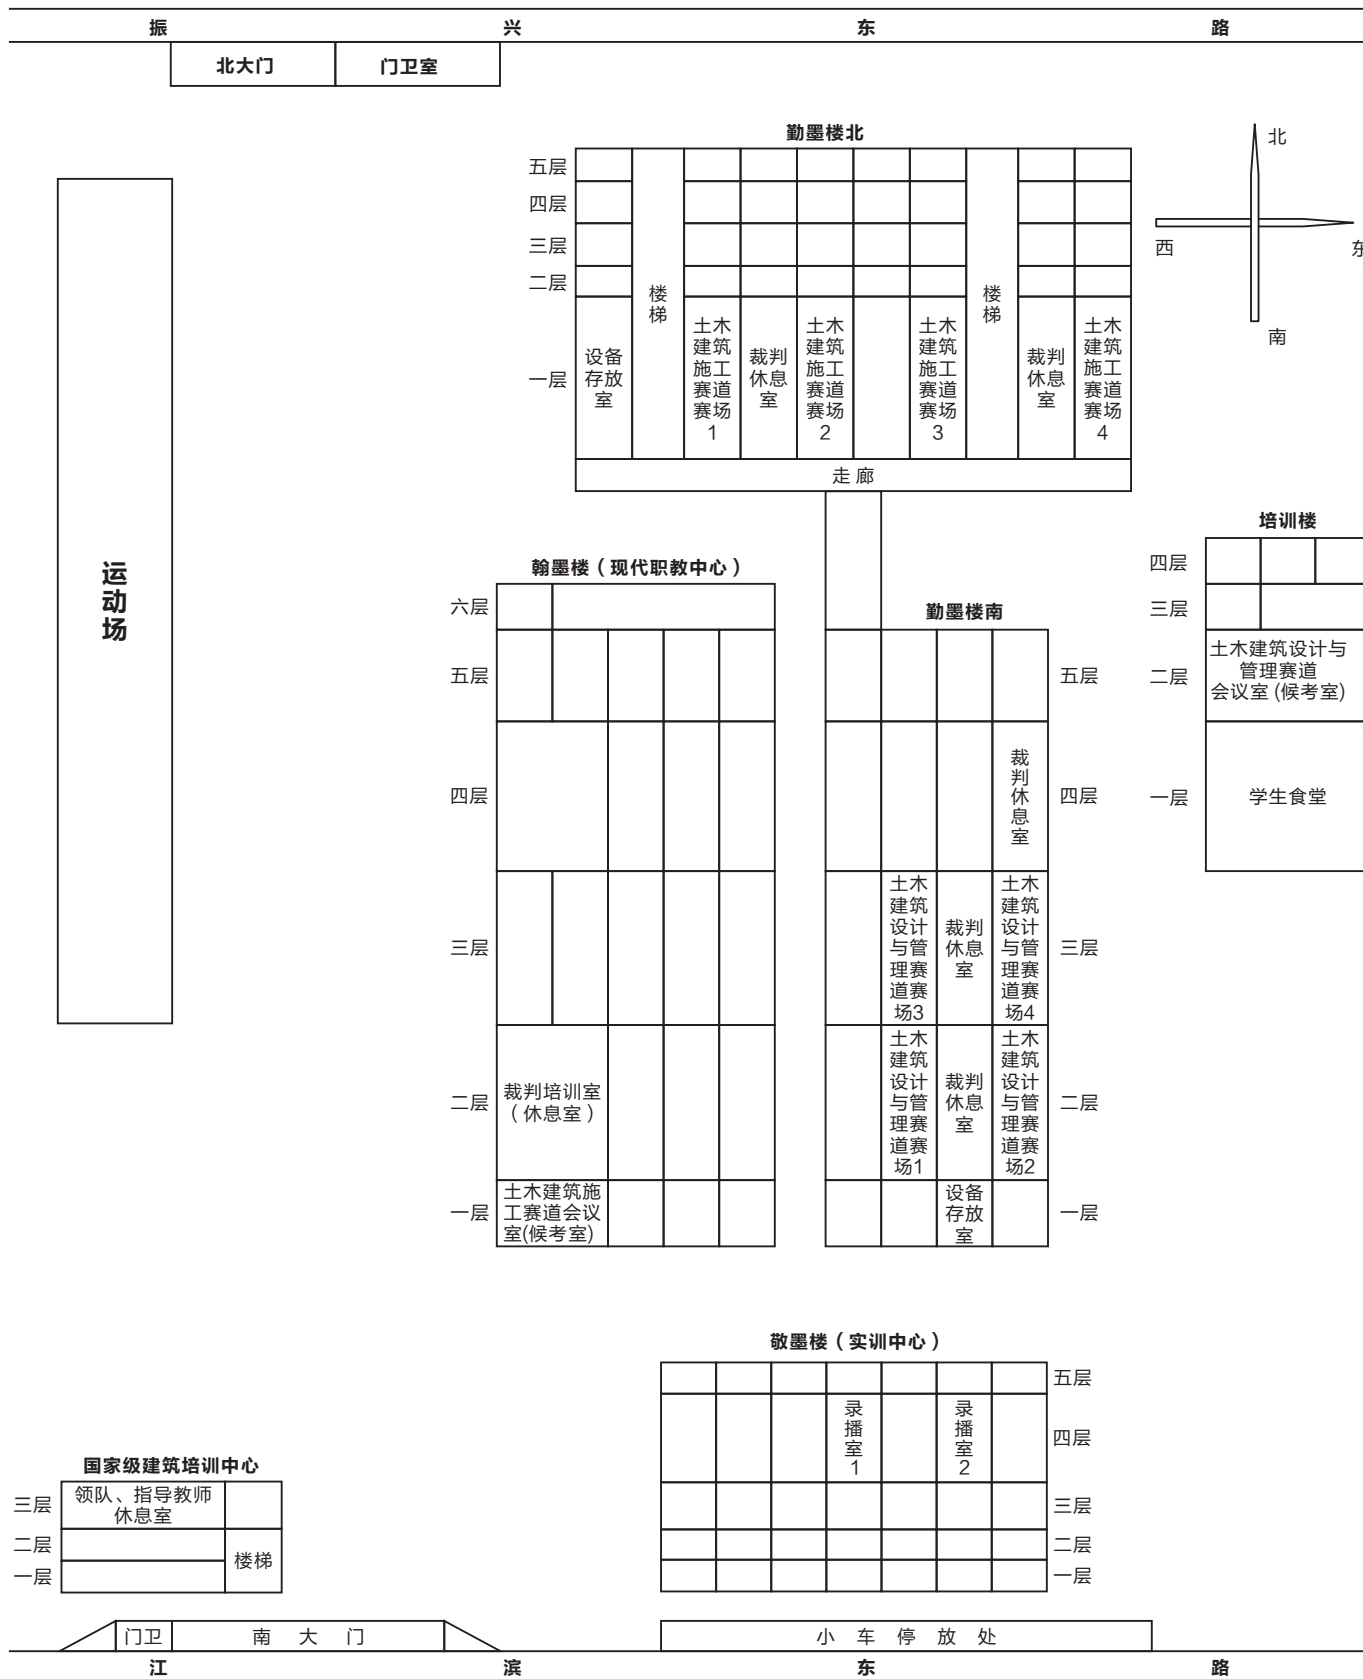 振 兴 东 路
北大门 门卫室
勤墨楼北
五层
四层
三层
二层
一层
设备
存放
室
楼
梯
土木
建筑
施工
赛道
赛场
1
裁判
休息
室
土木
建筑
施工
赛道
赛场
2
土木
建筑
施工
赛道
赛场
3
楼
梯
裁判
休息
室
土木
建筑
施工
赛道
赛场
4
走廊
北
西
东
南
运
动
场
翰墨楼（现代职教中心）
六层
五层
四层
三层
二层
裁判培训室
（休息室）
一层
土木建筑施
工赛道会议
室(候考室)
勤墨楼南
五层
裁
判
休
息
室
四层
土木
建筑
设计
与管
理赛
道赛
场3
裁判
休息
室
土木
建筑
设计
与管
理赛
道赛
场4
三层
土木
建筑
设计
与管
理赛
道赛
场1
裁判
休息
室
土木
建筑
设计
与管
理赛
道赛
场2
二层
设备
存放
室
一层
培训楼
四层
三层
二层
土木建筑设计与
管理赛道
会议室 (候考室)
一层
学生食堂
敬墨楼（实训中心）
五层
录
播
室
1
录
播
室
2
四层
三层
二层
一层
国家级建筑培训中心
三层
领队、指导教师
休息室
二层
一层
楼梯
门卫 南 大 门
小 车 停 放 处
江 滨 东 路